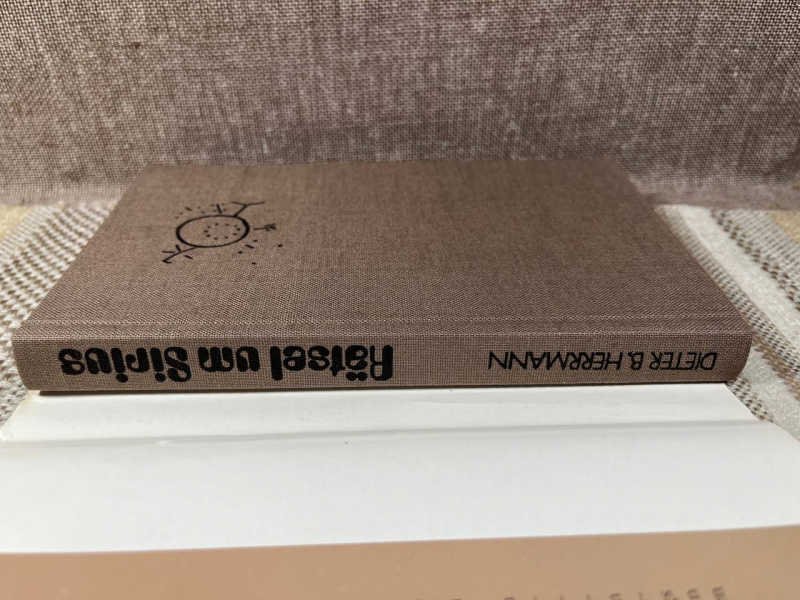 DIETER B. HERRMANN
Rätsel um Sirius